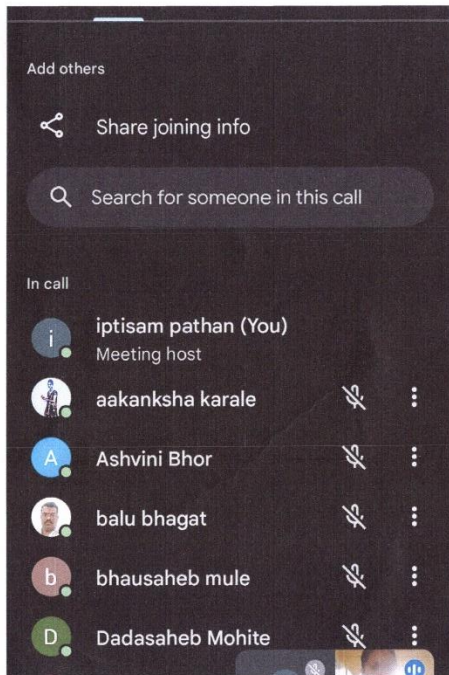 Add others
Share joining info
Search for someone in this call
In call
i
iptisam pathan (You)
Meeting host
aakanksha karale
A
Ashvini Bhor
balu bhagat
b
bhausaheb mule
D
Dadasaheb Mohite